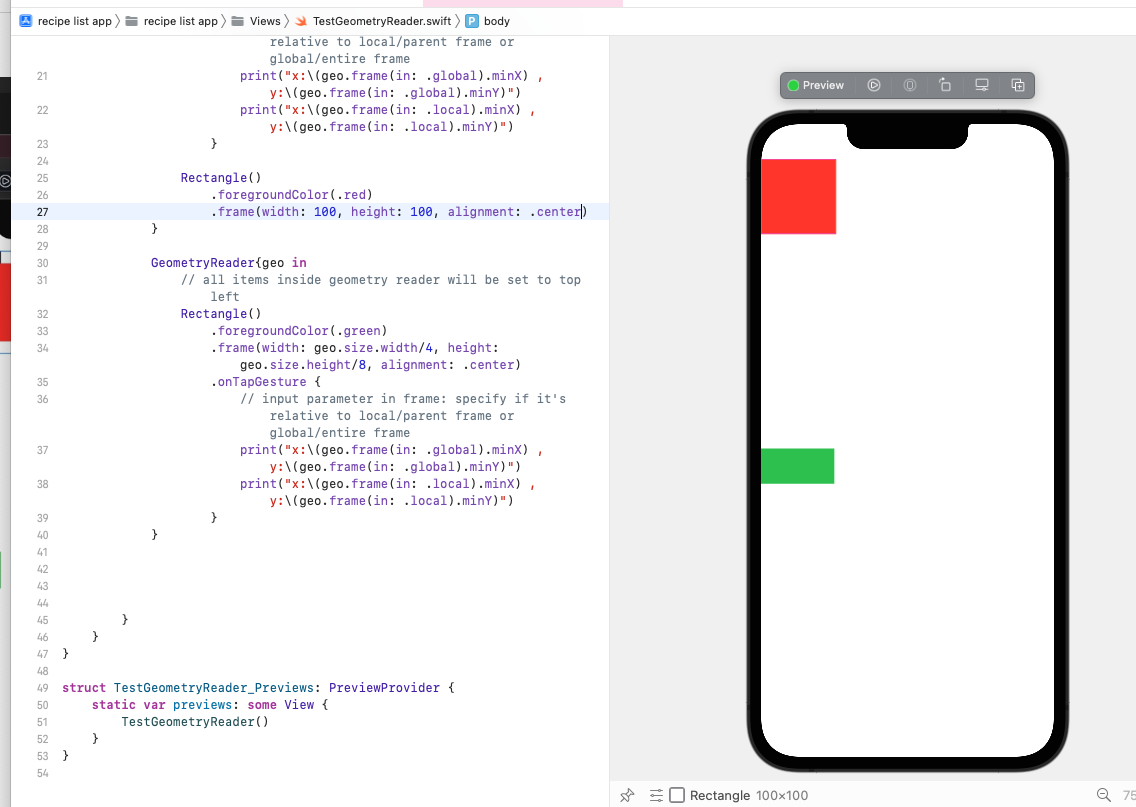 recipe list app 〉 recipe list app 〉 Views 〉 TestGeometryReader.swift 〉 P body
relative to local/parent frame or
global/entire frame
21 print("x:\(geo.frame(in: .global).minX) ,
y:\(geo.frame(in: .global).minY)")
22 print("x:\(geo.frame(in: .local).minX) ,
y:\(geo.frame(in: .local).minY)")
23 }
24
25 Rectangle()
26 .foregroundColor(.red)
27 .frame(width: 100, height: 100, alignment: .center)
28 }
29
30 GeometryReader{geo in
31 // all items inside geometry reader will be set to top
left
32 Rectangle()
33 .foregroundColor(.green)
34 .frame(width: geo.size.width/4, height:
geo.size.height/8, alignment: .center)
35 .onTapGesture {
36 // input parameter in frame: specify if it's
relative to local/parent frame or
global/entire frame
37 print("x:\(geo.frame(in: .global).minX) ,
y:\(geo.frame(in: .global).minY)")
38 print("x:\(geo.frame(in: .local).minX) ,
y:\(geo.frame(in: .local).minY)")
39 }
40 }
41
42
43
44
45 }
46 }
47 }
48
49 struct TestGeometryReader_Previews: PreviewProvider {
50 static var previews: some View {
51 TestGeometryReader()
52 }
53 }
54
Preview
Rectangle 100×100
75